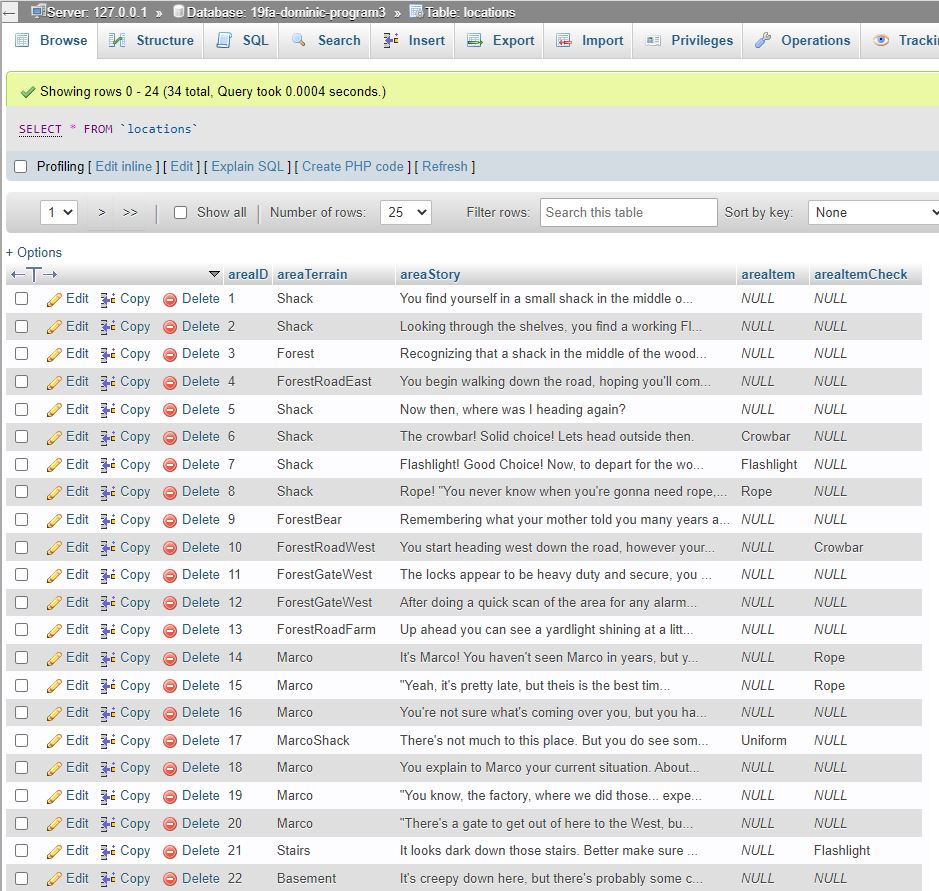 Server: 127.0.0.1 » Database: 19fa-dominic-program3 » Table: locations
Browse Structure SQL Search Insert Export Import Privileges Operations Tracki
Showing rows 0 - 24 (34 total, Query took 0.0004 seconds.)
SELECT * FROM `locations`
Profiling [ Edit inline ] [ Edit ] [ Explain SQL ] [ Create PHP code ] [ Refresh ]
1 > >> | Show all | Number of rows: 25 Filter rows: Search this table Sort by key: None
+ Options
←T→ areaID areaTerrain areaStory areaItem areaItemCheck
Edit Copy Delete 1 Shack You find yourself in a small shack in the middle o... NULL NULL
Edit Copy Delete 2 Shack Looking through the shelves, you find a working Fl... NULL NULL
Edit Copy Delete 3 Forest Recognizing that a shack in the middle of the wood... NULL NULL
Edit Copy Delete 4 ForestRoadEast You begin walking down the road, hoping you'll com... NULL NULL
Edit Copy Delete 5 Shack Now then, where was I heading again? NULL NULL
Edit Copy Delete 6 Shack The crowbar! Solid choice! Lets head outside then. Crowbar NULL
Edit Copy Delete 7 Shack Flashlight! Good Choice! Now, to depart for the wo... Flashlight NULL
Edit Copy Delete 8 Shack Rope! "You never know when you're gonna need rope,... Rope NULL
Edit Copy Delete 9 ForestBear Remembering what your mother told you many years a... NULL NULL
Edit Copy Delete 10 ForestRoadWest You start heading west down the road, however your... NULL Crowbar
Edit Copy Delete 11 ForestGateWest The locks appear to be heavy duty and secure, you ... NULL NULL
Edit Copy Delete 12 ForestGateWest After doing a quick scan of the area for any alarm... NULL NULL
Edit Copy Delete 13 ForestRoadFarm Up ahead you can see a yardlight shining at a litt... NULL NULL
Edit Copy Delete 14 Marco It's Marco! You haven't seen Marco in years, but y... NULL Rope
Edit Copy Delete 15 Marco "Yeah, it's pretty late, but theis is the best tim... NULL Rope
Edit Copy Delete 16 Marco You're not sure what's coming over you, but you ha... NULL NULL
Edit Copy Delete 17 MarcoShack There's not much to this place. But you do see som... Uniform NULL
Edit Copy Delete 18 Marco You explain to Marco your current situation. About... NULL NULL
Edit Copy Delete 19 Marco "You know, the factory, where we did those... expe... NULL NULL
Edit Copy Delete 20 Marco "There's a gate to get out of here to the West, bu... NULL NULL
Edit Copy Delete 21 Stairs It looks dark down those stairs. Better make sure ... NULL Flashlight
Edit Copy Delete 22 Basement It's creepy down here, but there's probably some c... NULL NULL